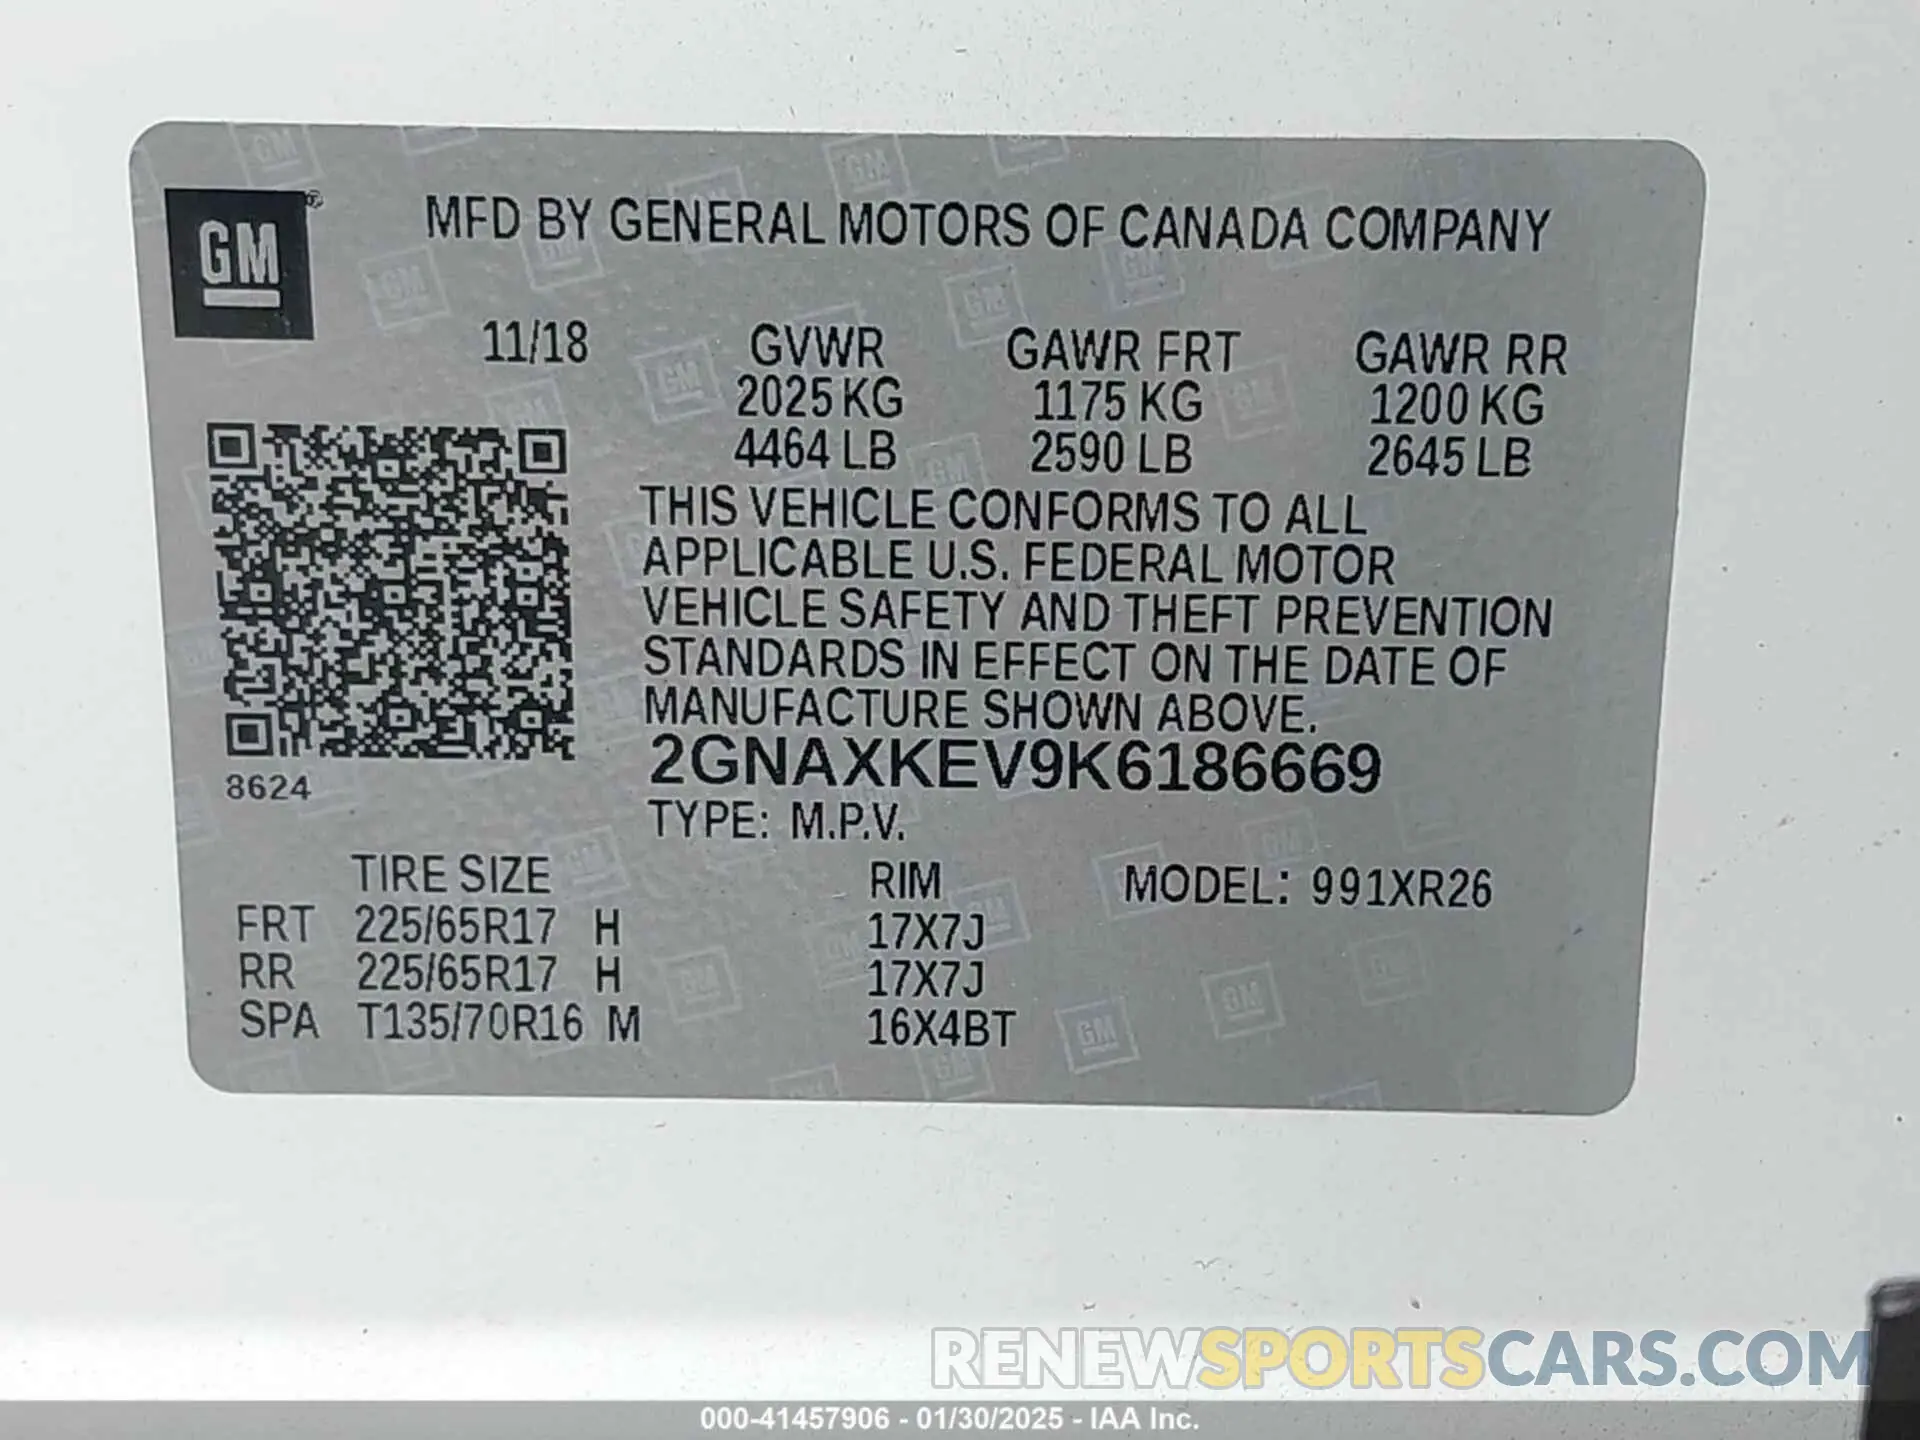 GM ®
MFD BY GENERAL MOTORS OF CANADA COMPANY
11/18 GVWR GAWR FRT GAWR RR
2025 KG 1175 KG 1200 KG
4464 LB 2590 LB 2645 LB
THIS VEHICLE CONFORMS TO ALL
APPLICABLE U.S. FEDERAL MOTOR
VEHICLE SAFETY AND THEFT PREVENTION
STANDARDS IN EFFECT ON THE DATE OF
MANUFACTURE SHOWN ABOVE.
2GNAXKEV9K6186669
8624
TYPE: M.P.V.
TIRE SIZE RIM MODEL: 991XR26
FRT 225/65R17 H 17X7J
RR 225/65R17 H 17X7J
SPA T135/70R16 M 16X4BT
RENEWSPORTSCARS.COM
000-41457906 - 01/30/2025 - IAA Inc.